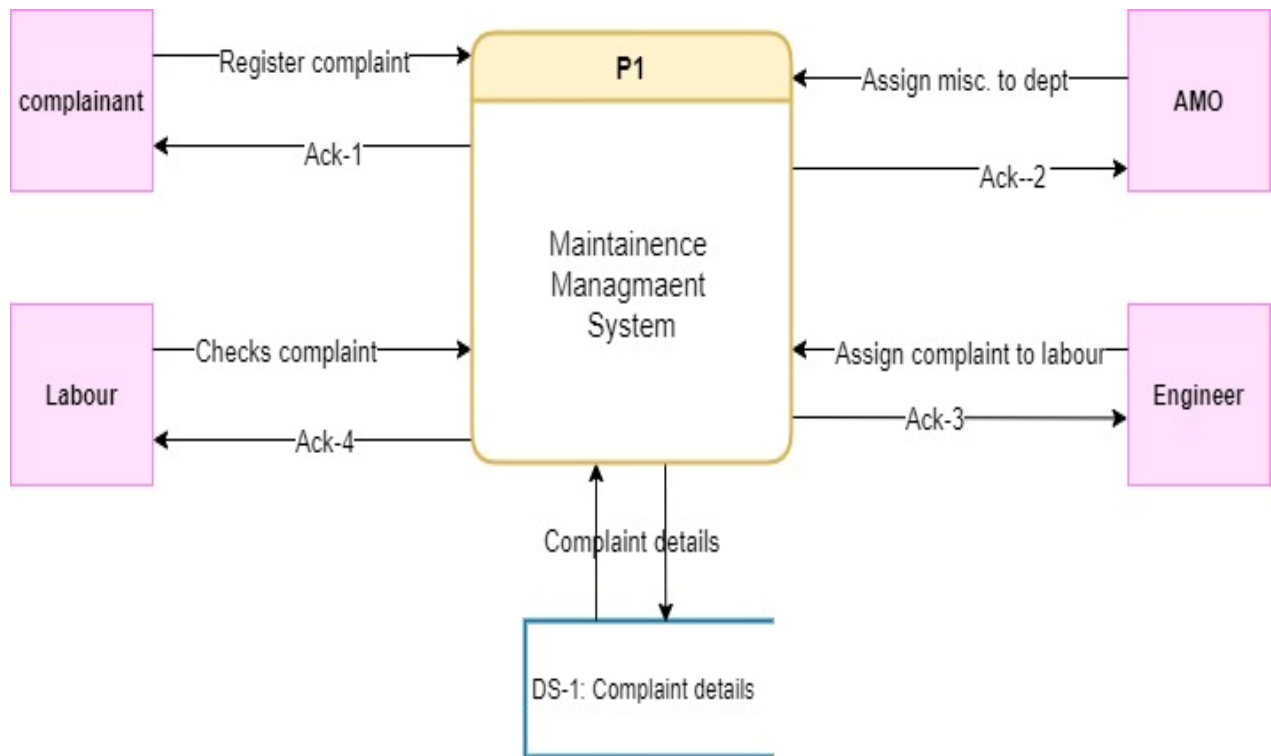 complainant
Register complaint
Ack-1
P1
Assign misc. to dept
AMO
Ack--2
Maintainence
Managmaent
System
Labour
Checks complaint
Ack-4
Assign complaint to labour
Engineer
Ack-3
Complaint details
DS-1: Complaint details